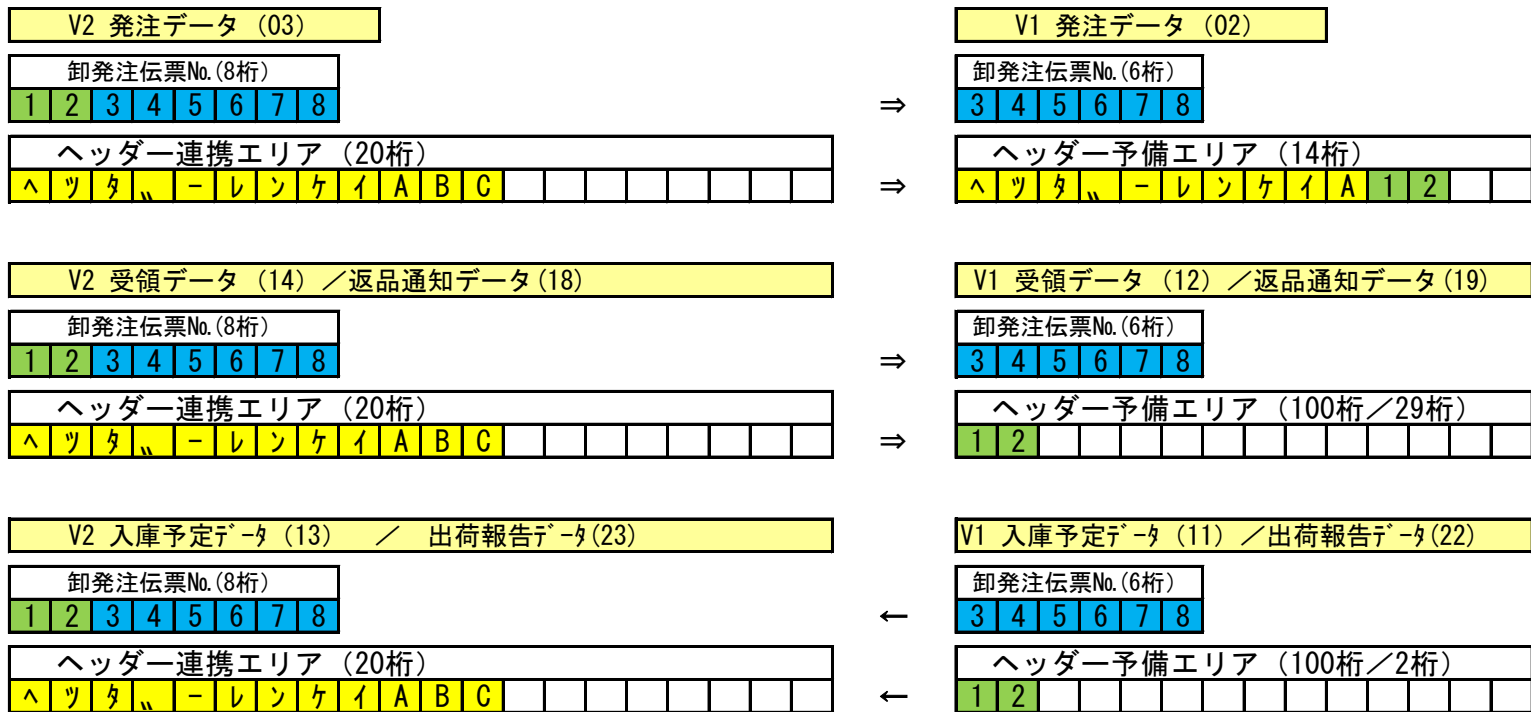 V2 発注データ (03) V1 発注データ (02)
卸発注伝票No.(8桁) 卸発注伝票No.(6桁)
1 2 3 4 5 6 7 8 ⇒ 3 4 5 6 7 8
ヘッダー連携エリア (20桁) ヘッダー予備エリア (14桁)
ヘ ツ タ ゛ ー レ ン ケ イ A B C ⇒ ヘ ツ タ ゛ ー レ ン ケ イ A 1 2
V2 受領データ (14) /返品通知データ(18) V1 受領データ (12) /返品通知データ(19)
卸発注伝票No.(8桁) 卸発注伝票No.(6桁)
1 2 3 4 5 6 7 8 ⇒ 3 4 5 6 7 8
ヘッダー連携エリア (20桁) ヘッダー予備エリア (100桁/29桁)
ヘ ツ タ ゛ ー レ ン ケ イ A B C ⇒ 1 2
V2 入庫予定データ (13) / 出荷報告データ(23) V1 入庫予定データ (11) /出荷報告データ(22)
卸発注伝票No.(8桁) 卸発注伝票No.(6桁)
1 2 3 4 5 6 7 8 ← 3 4 5 6 7 8
ヘッダー連携エリア (20桁) ヘッダー予備エリア (100桁/2桁)
ヘ ツ タ ゛ ー レ ン ケ イ A B C ← 1 2